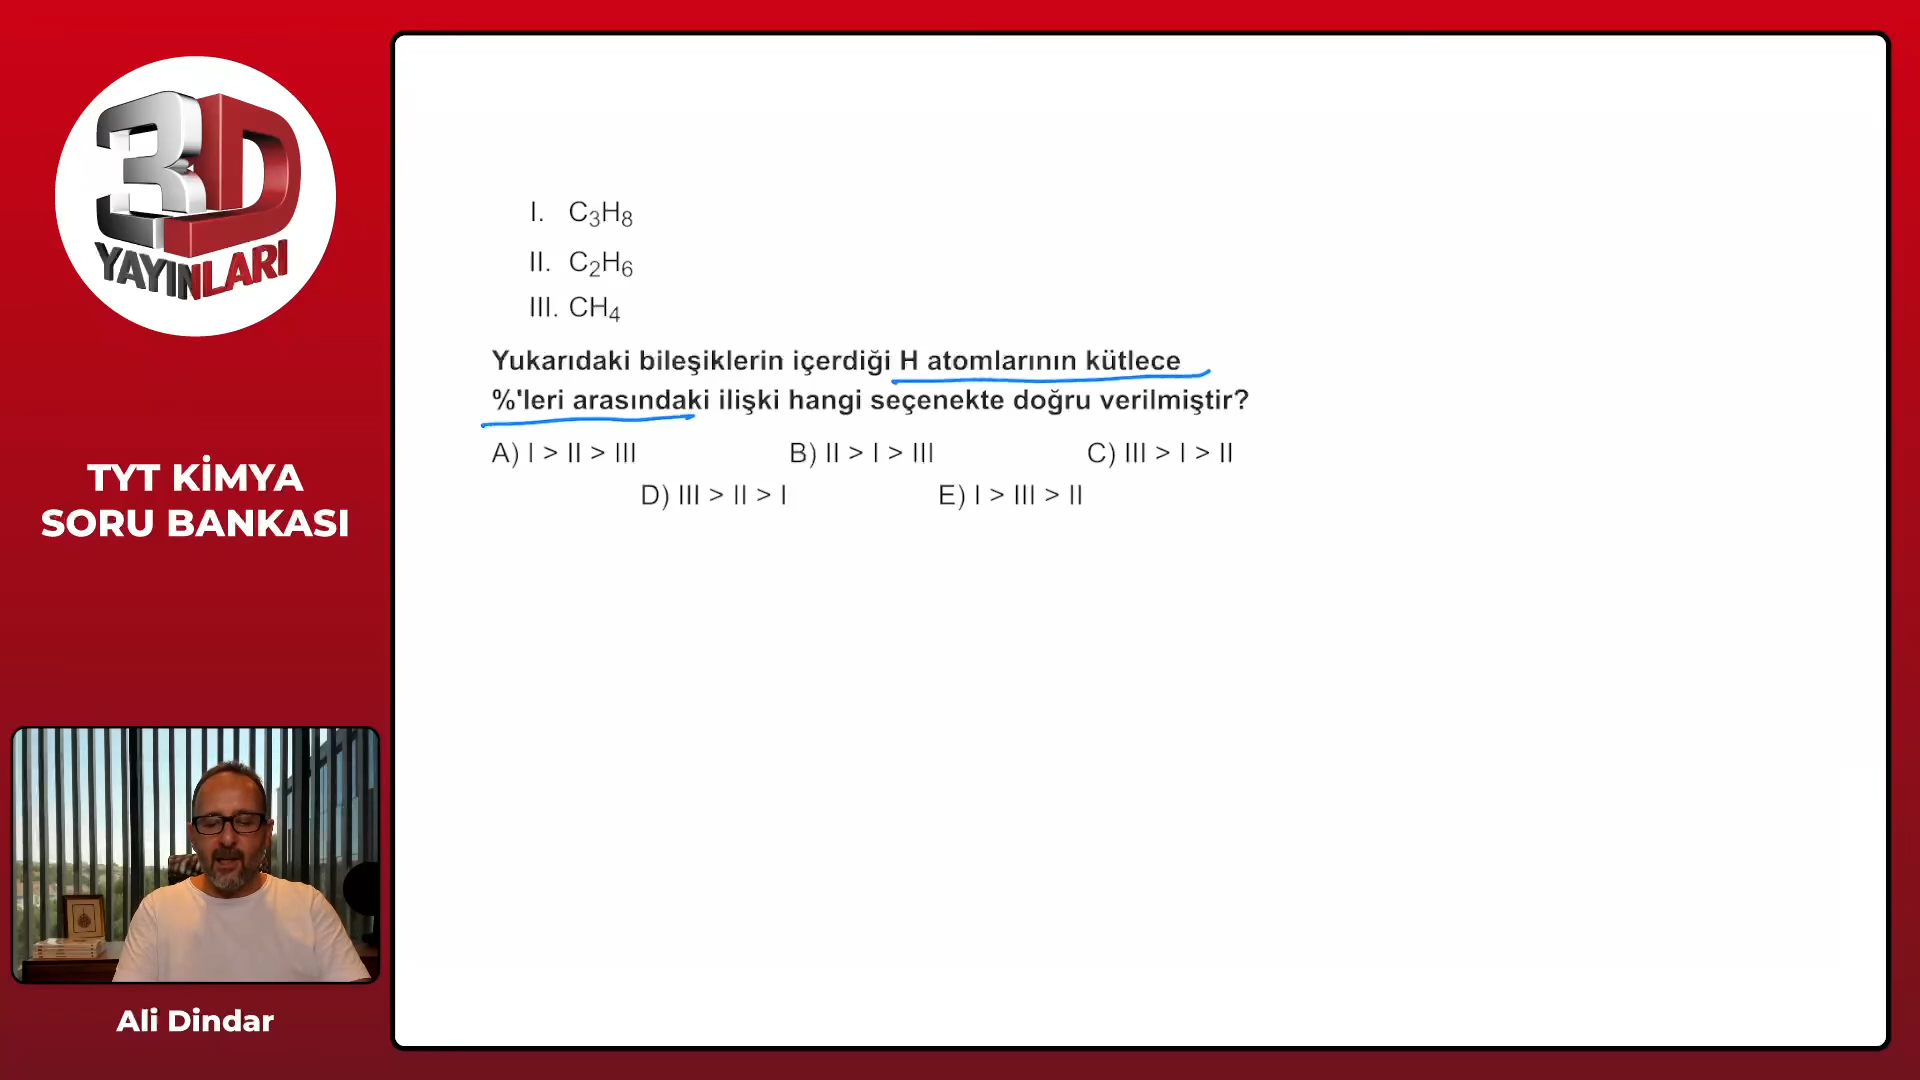 3D
YAYINLARI
TYT KİMYA
SORU BANKASI
Ali Dindar
I. C₃H₈
II. C₂H₆
III. CH₄
Yukarıdaki bileşiklerin içerdiği H atomlarının kütlece
%'leri arasındaki ilişki hangi seçenekte doğru verilmiştir?
A) I > II > III B) II > I > III C) III > I > II
D) III > II > I E) I > III > II